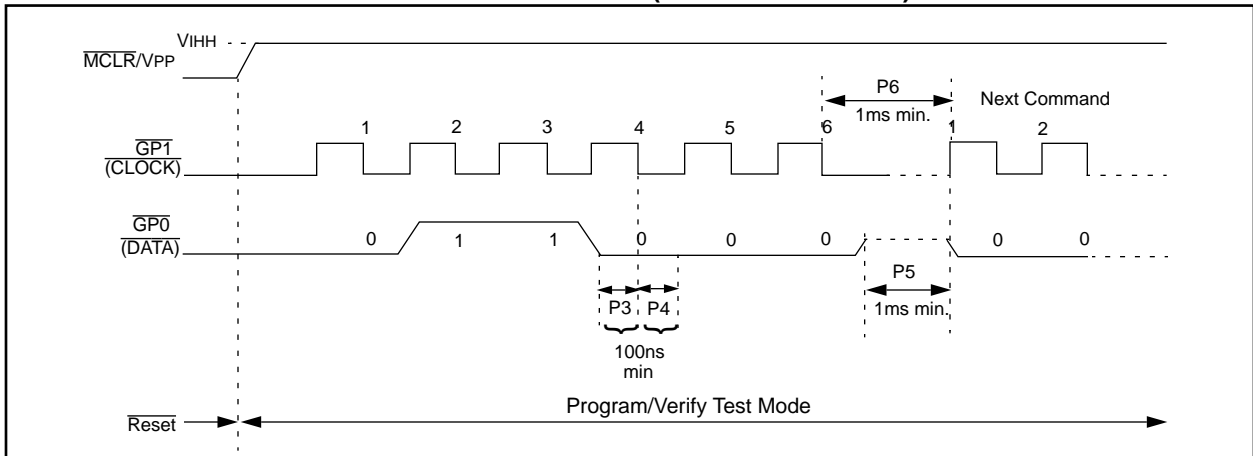 VIHH
MCLR/VPP
P6
1ms min.
Next Command
1 2 3 4 5 6 1 2
GP1
(CLOCK)
GP0
(DATA)
0 1 1 0 0 0 0 0
P5
1ms min.
P3 P4
100ns
min
Program/Verify Test Mode
Reset